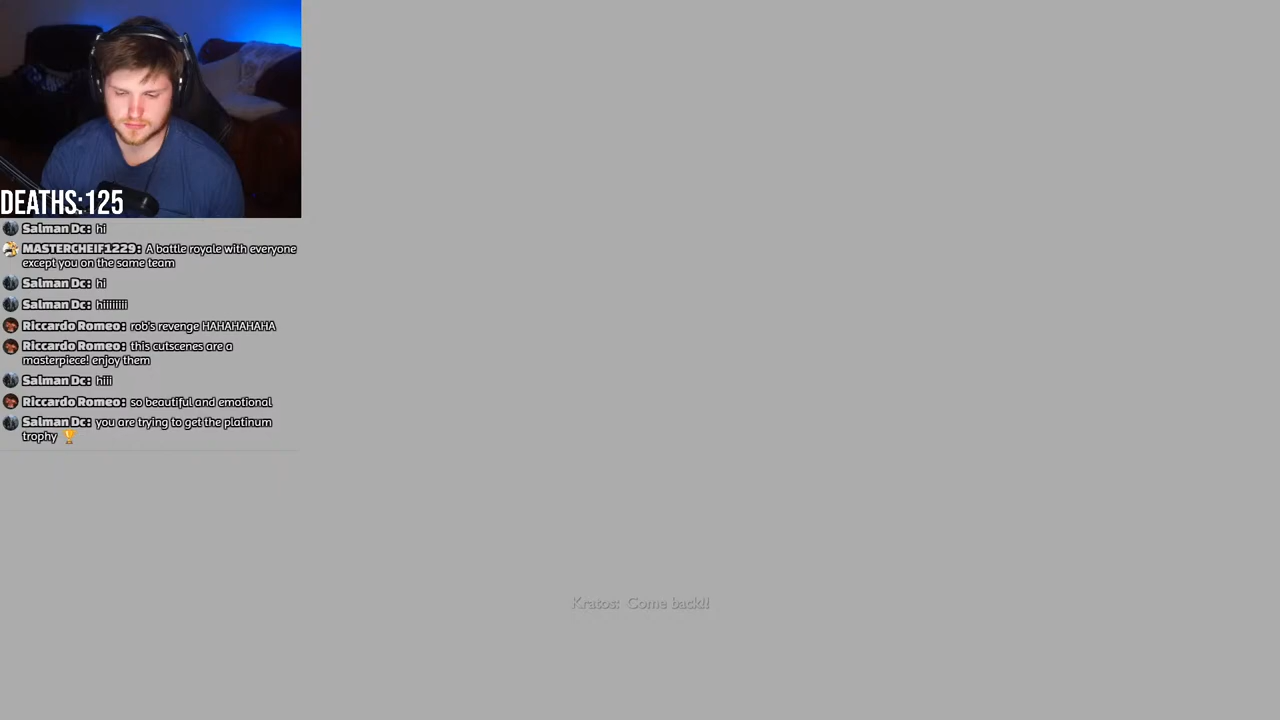 DEATHS:125
Salman Dc: hi
MASTERCHEIF1229: A battle royale with everyone
except you on the same team
Salman Dc: hi
Salman Dc: hiiiiiiiii
Riccardo Romeo: rob's revenge HAHAHAHAHA
Riccardo Romeo: this cutscenes are a
masterpiece! enjoy them
Salman Dc: hiii
Riccardo Romeo: so beautiful and emotional
Salman Dc: you are trying to get the platinum
trophy 🏆
Kratos: Come back!!